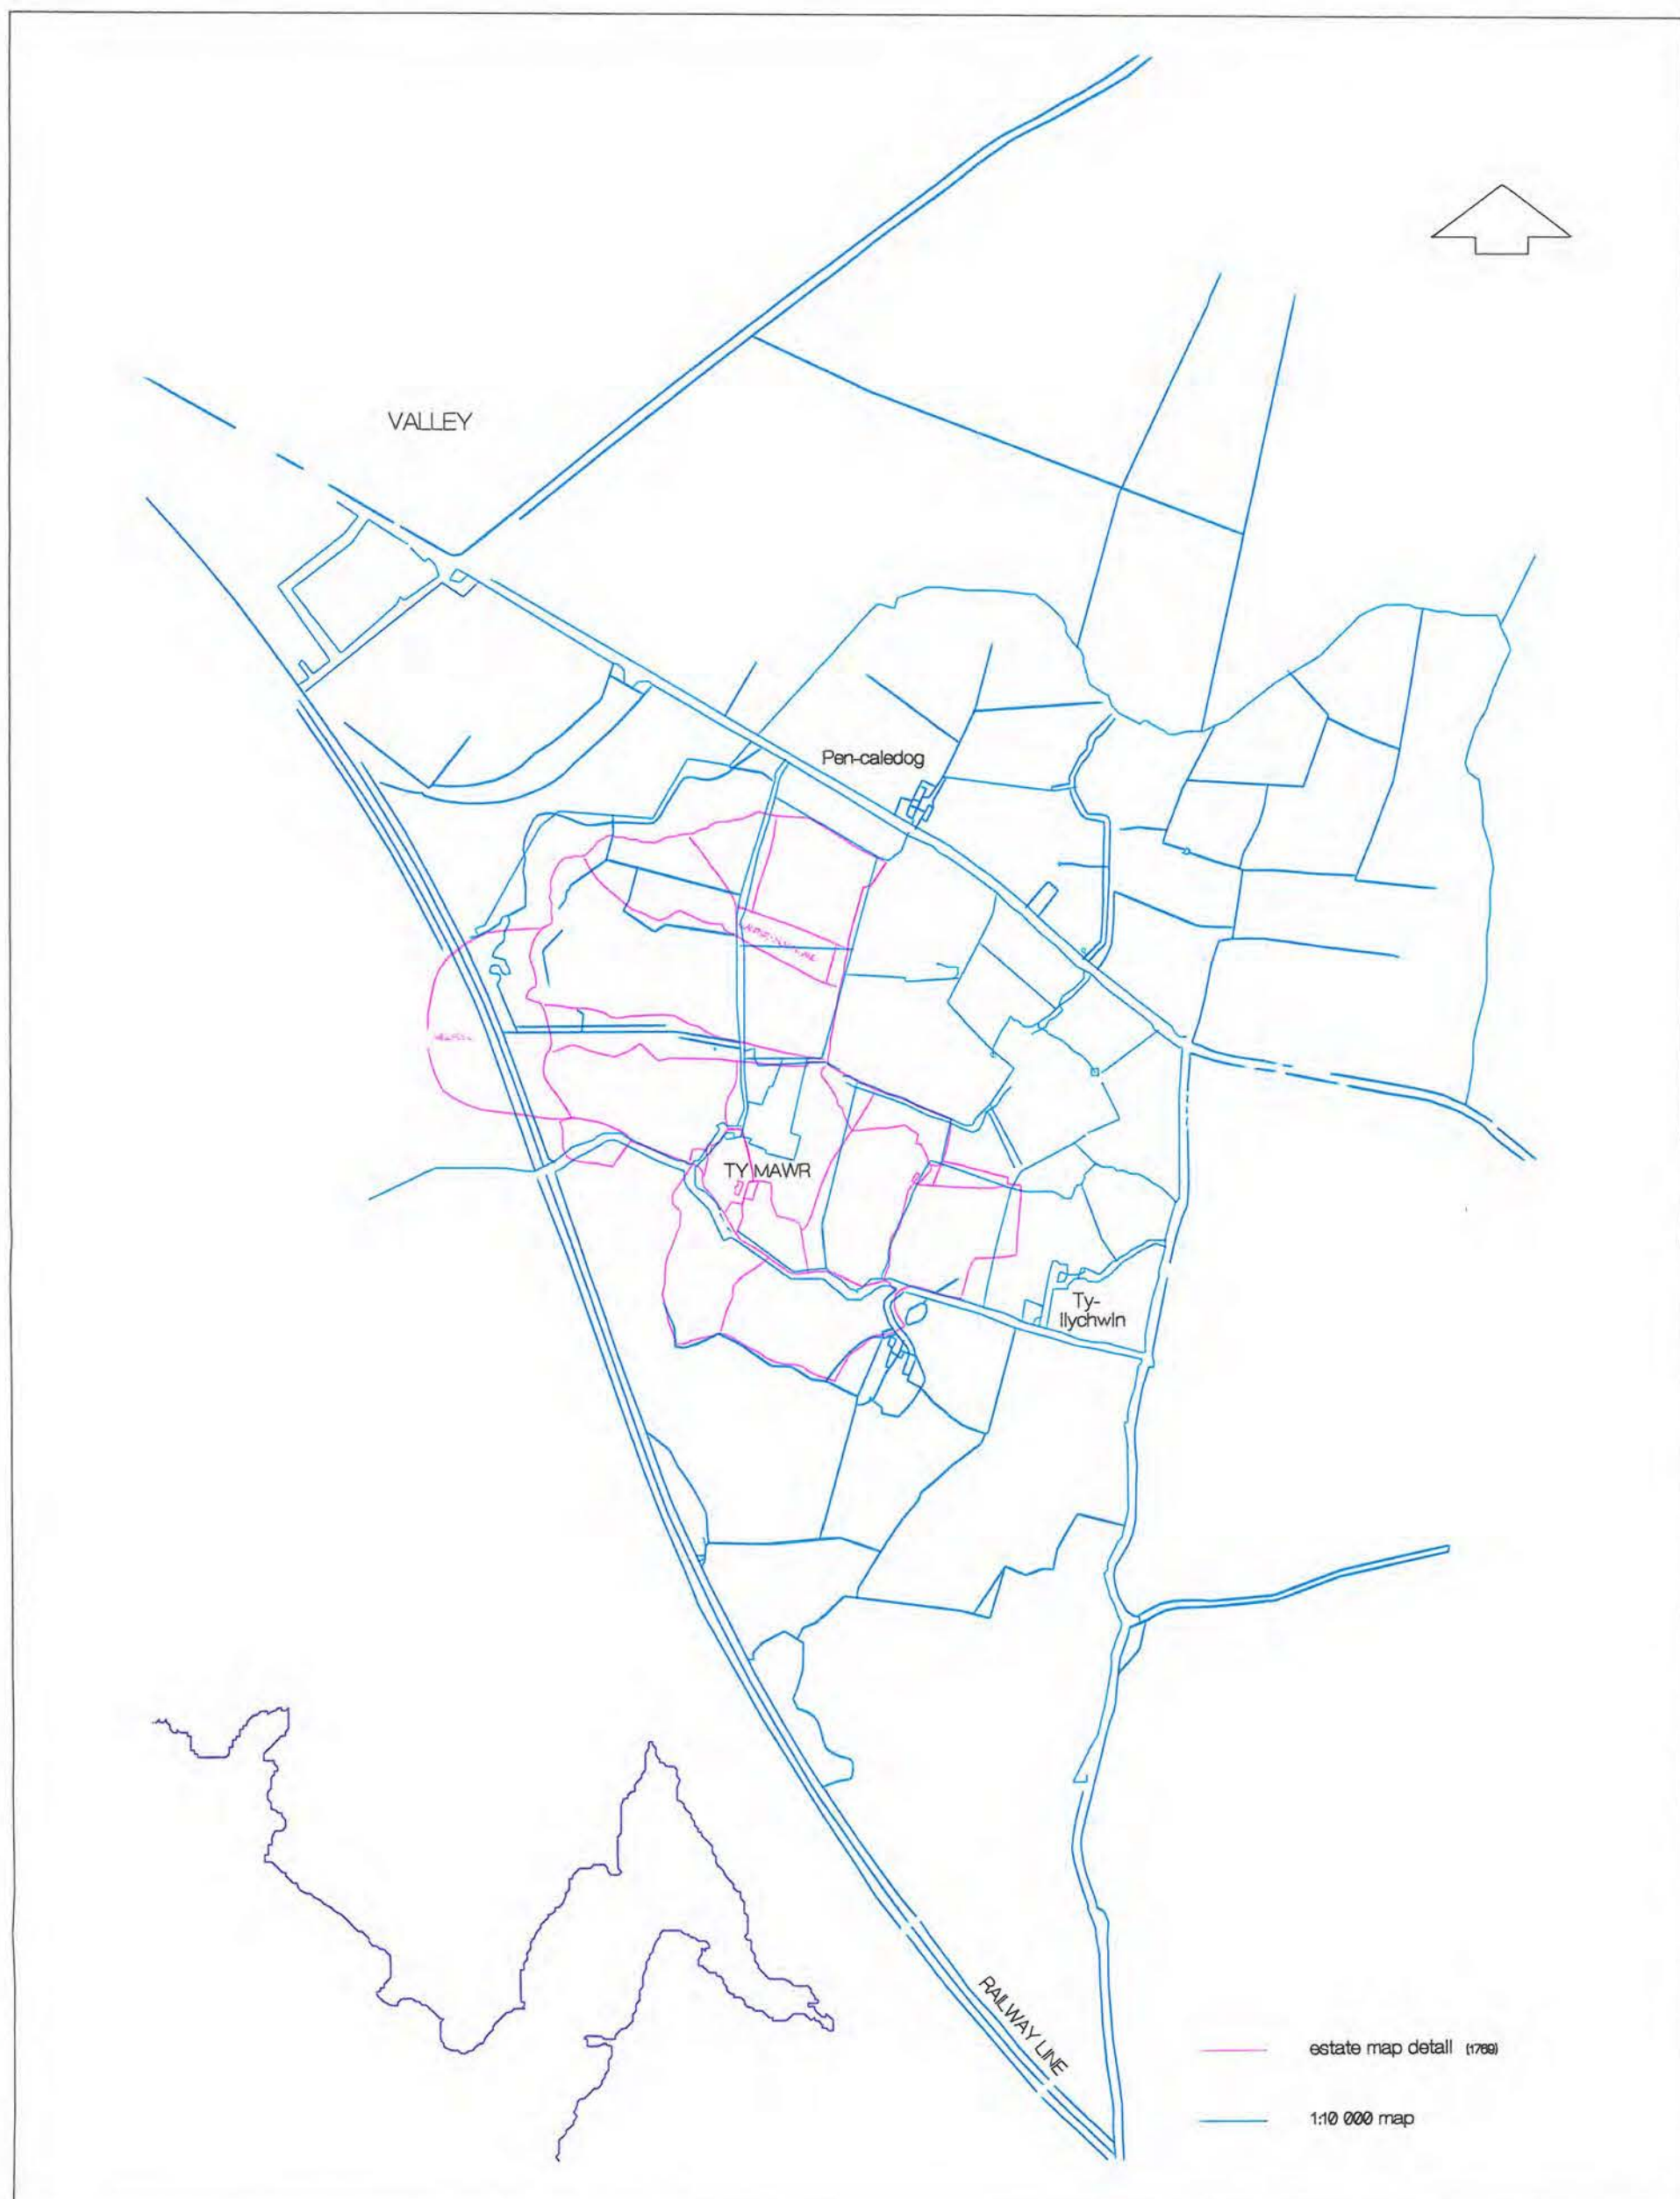 VALLEY
Pen-caledog
TY MAWR
Ty-
llychwin
RAILWAY LINE
estate map detail (1769)
1:10 000 map